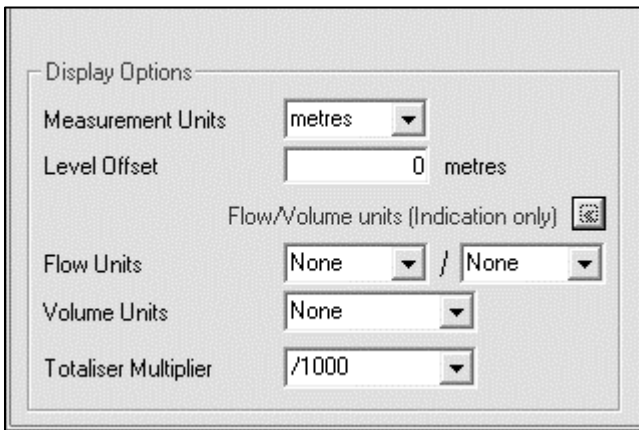 Display Options
Measurement Units metres
Level Offset 0 metres
Flow/Volume units (Indication only) <<
Flow Units None / None
Volume Units None
Totaliser Multiplier /1000